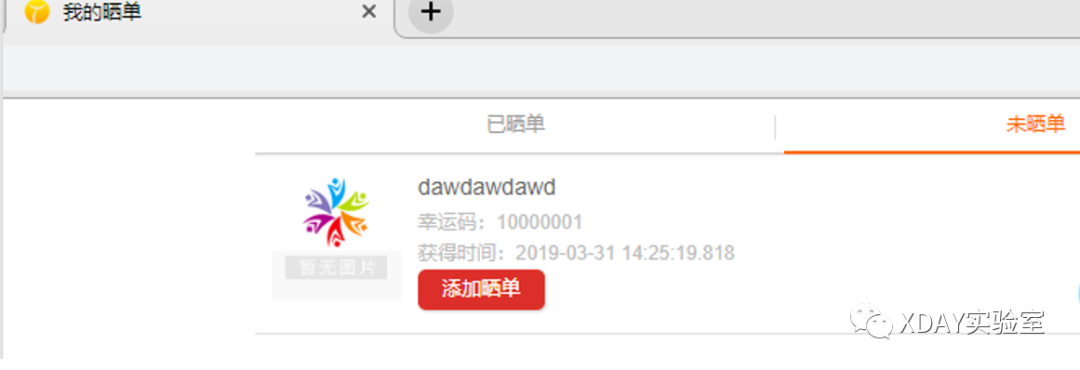 我的晒单
已晒单
未晒单
dawdawdawd
幸运码：10000001
获得时间：2019-03-31 14:25:19.818
暂无图片
添加晒单
XDAY实验室